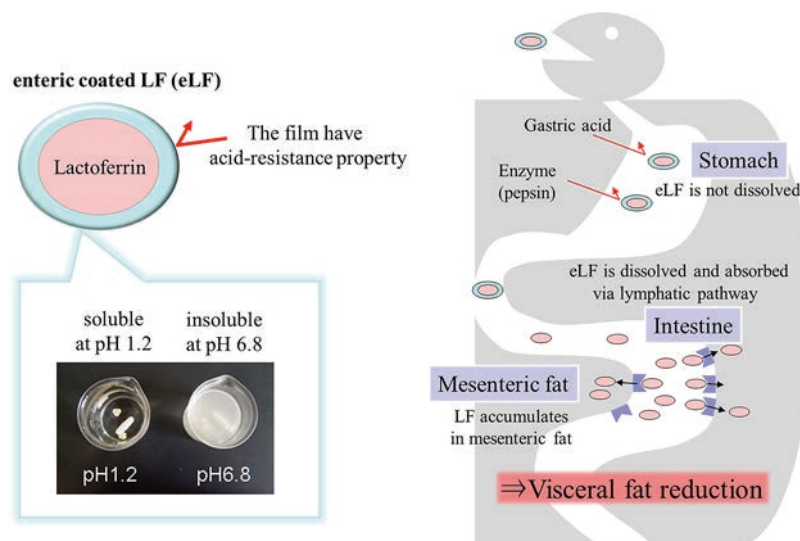 enteric coated LF (eLF)
Lactoferrin
The film have
acid-resistance property
soluble
at pH 1.2
insoluble
at pH 6.8
pH1.2
pH6.8
Gastric acid
Enzyme
(pepsin)
Stomach
eLF is not dissolved
eLF is dissolved and absorbed
via lymphatic pathway
Intestine
Mesenteric fat
LF accumulates
in mesenteric fat
⇒Visceral fat reduction